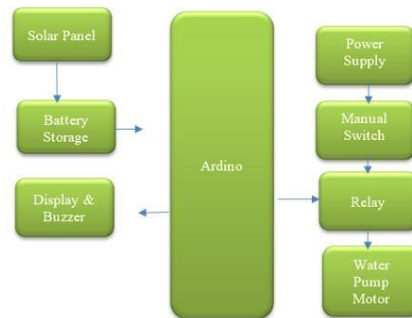 Solar Panel
Battery
Storage
Display &
Buzzer
Ardino
Power
Supply
Manual
Switch
Relay
Water
Pump
Motor